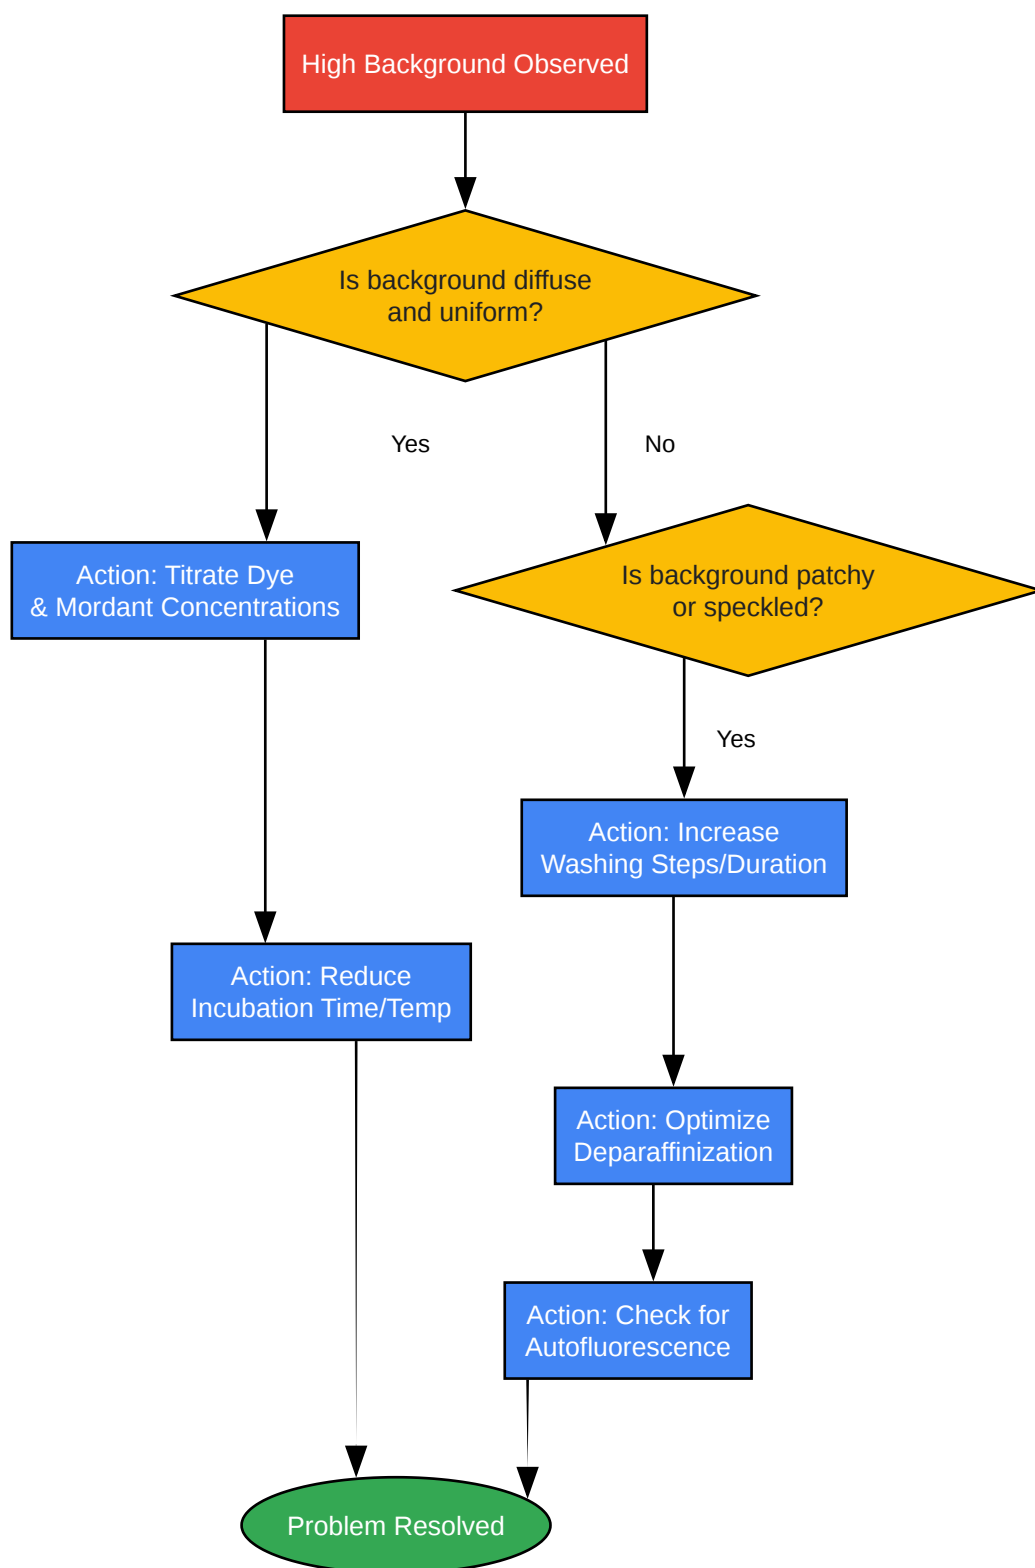 High Background Observed
Is background diffuse
and uniform?
Yes
No
Action: Titrate Dye
& Mordant Concentrations
Is background patchy
or speckled?
Yes
Action: Increase
Washing Steps/Duration
Action: Reduce
Incubation Time/Temp
Action: Optimize
Deparaffinization
Action: Check for
Autofluorescence
Problem Resolved